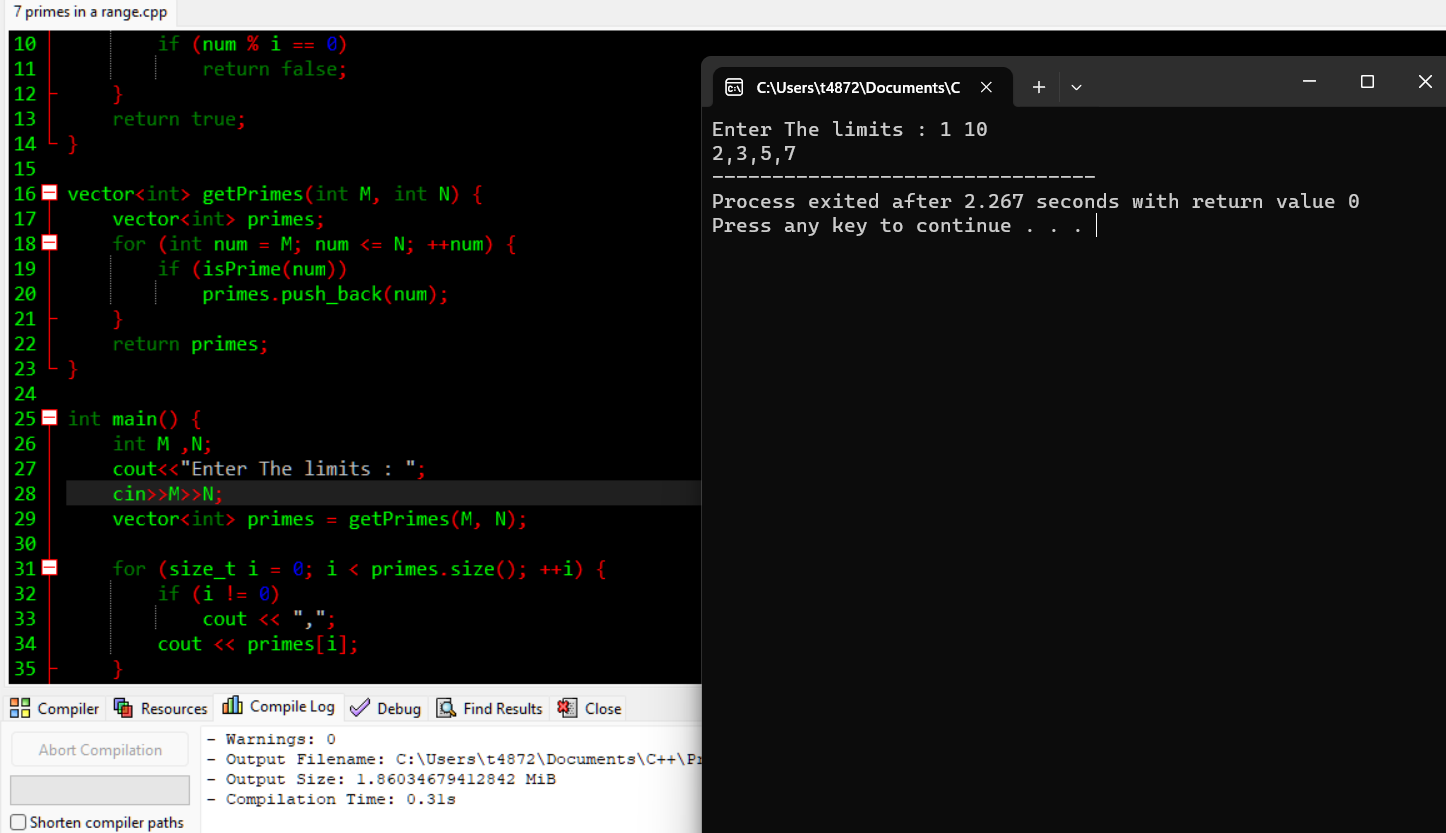 7 primes in a range.cpp
10 if (num % i == 0)
11 return false;
12 }
13 return true;
14 }
15
16 vector<int> getPrimes(int M, int N) {
17 vector<int> primes;
18 for (int num = M; num <= N; ++num) {
19 if (isPrime(num))
20 primes.push_back(num);
21 }
22 return primes;
23 }
24
25 int main() {
26 int M ,N;
27 cout<<"Enter The limits : ";
28 cin>>M>>N;
29 vector<int> primes = getPrimes(M, N);
30
31 for (size_t i = 0; i < primes.size(); ++i) {
32 if (i != 0)
33 cout << ",";
34 cout << primes[i];
35 }
C:\Users\t4872\Documents\C
Enter The limits : 1 10
2,3,5,7
--------------------------------
Process exited after 2.267 seconds with return value 0
Press any key to continue . . .
Compiler Resources Compile Log Debug Find Results Close
Abort Compilation
Shorten compiler paths
- Warnings: 0
- Output Filename: C:\Users\t4872\Documents\C++\Pr
- Output Size: 1.86034679412842 MiB
- Compilation Time: 0.31s